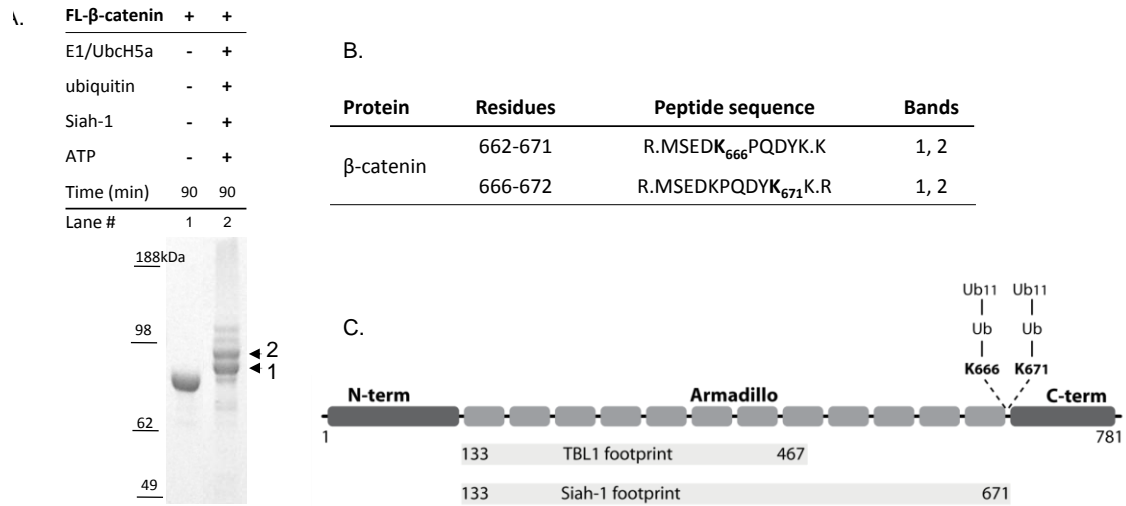 A.
FL-β-catenin + +
E1/UbcH5a - +
ubiquitin - +
Siah-1 - +
ATP - +
Time (min) 90 90
Lane # 1 2
188kDa
98
62
49
2
1
B.
Protein Residues Peptide sequence Bands
β-catenin
662-671 R.MSEDK666PQDYK.K 1, 2
666-672 R.MSEDKPQDYK671K.R 1, 2
C.
Ub11 Ub11
Ub Ub
K666 K671
N-term Armadillo C-term
1 781
133 TBL1 footprint 467
133 Siah-1 footprint 671